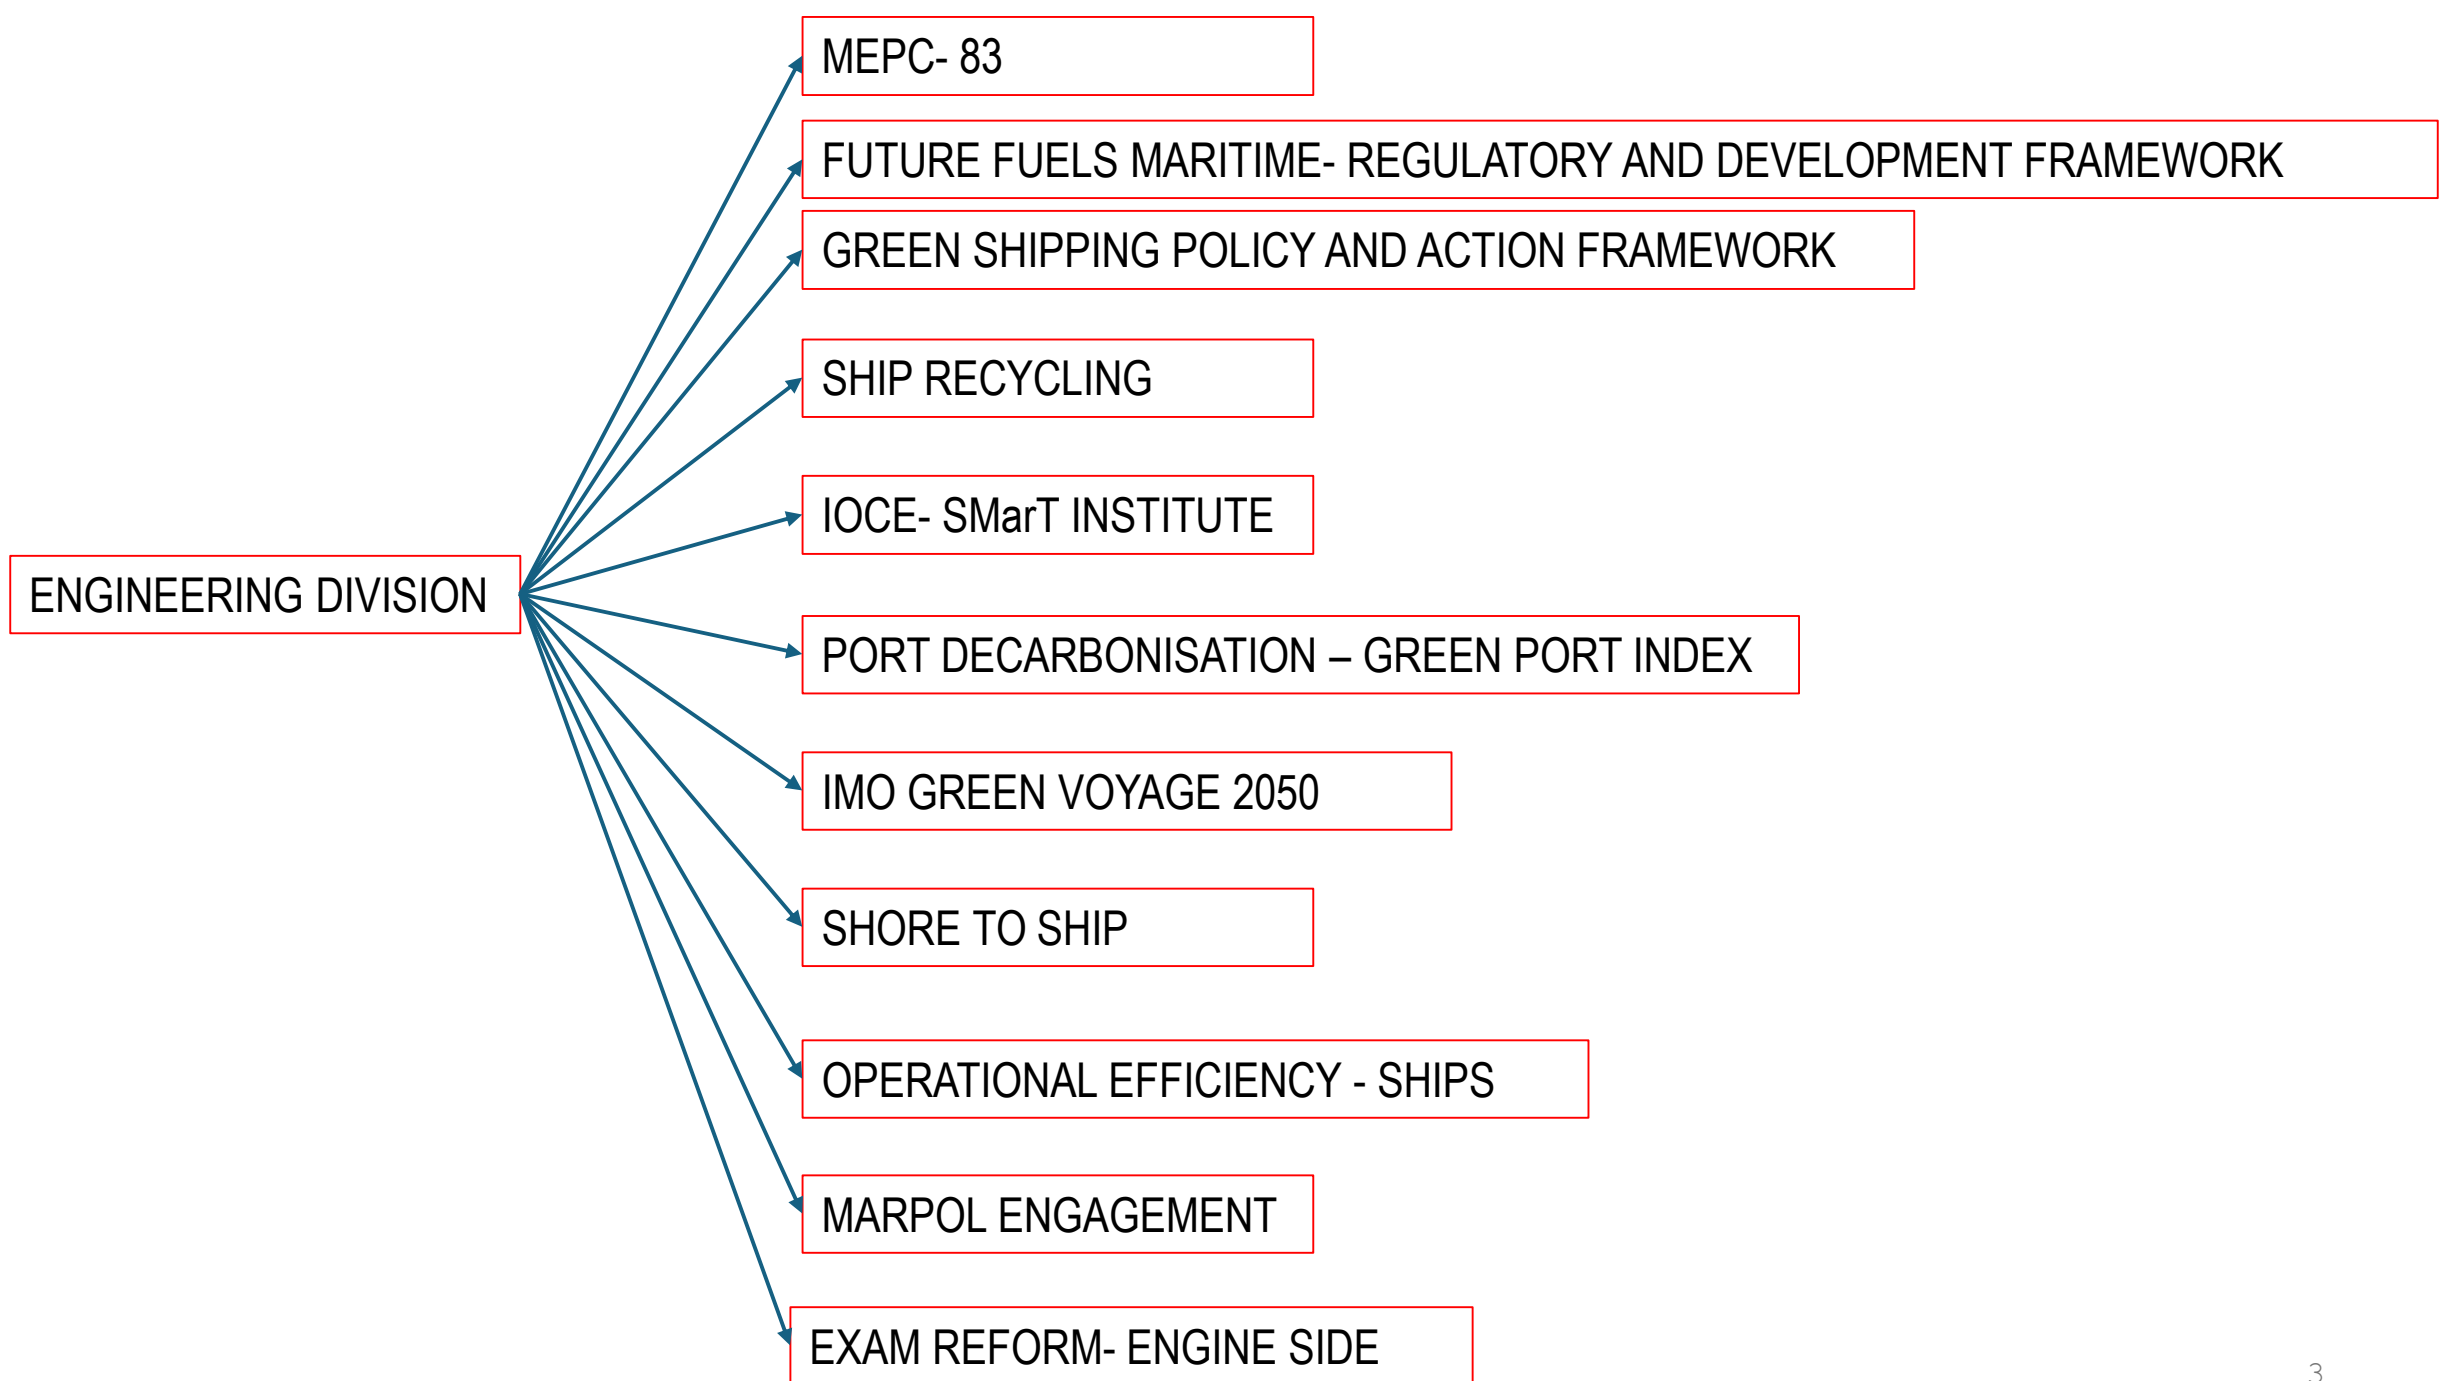 MEPC- 83
FUTURE FUELS MARITIME- REGULATORY AND DEVELOPMENT FRAMEWORK
GREEN SHIPPING POLICY AND ACTION FRAMEWORK
SHIP RECYCLING
IOCE- SMarT INSTITUTE
ENGINEERING DIVISION
PORT DECARBONISATION – GREEN PORT INDEX
IMO GREEN VOYAGE 2050
SHORE TO SHIP
OPERATIONAL EFFICIENCY - SHIPS
MARPOL ENGAGEMENT
EXAM REFORM- ENGINE SIDE
3